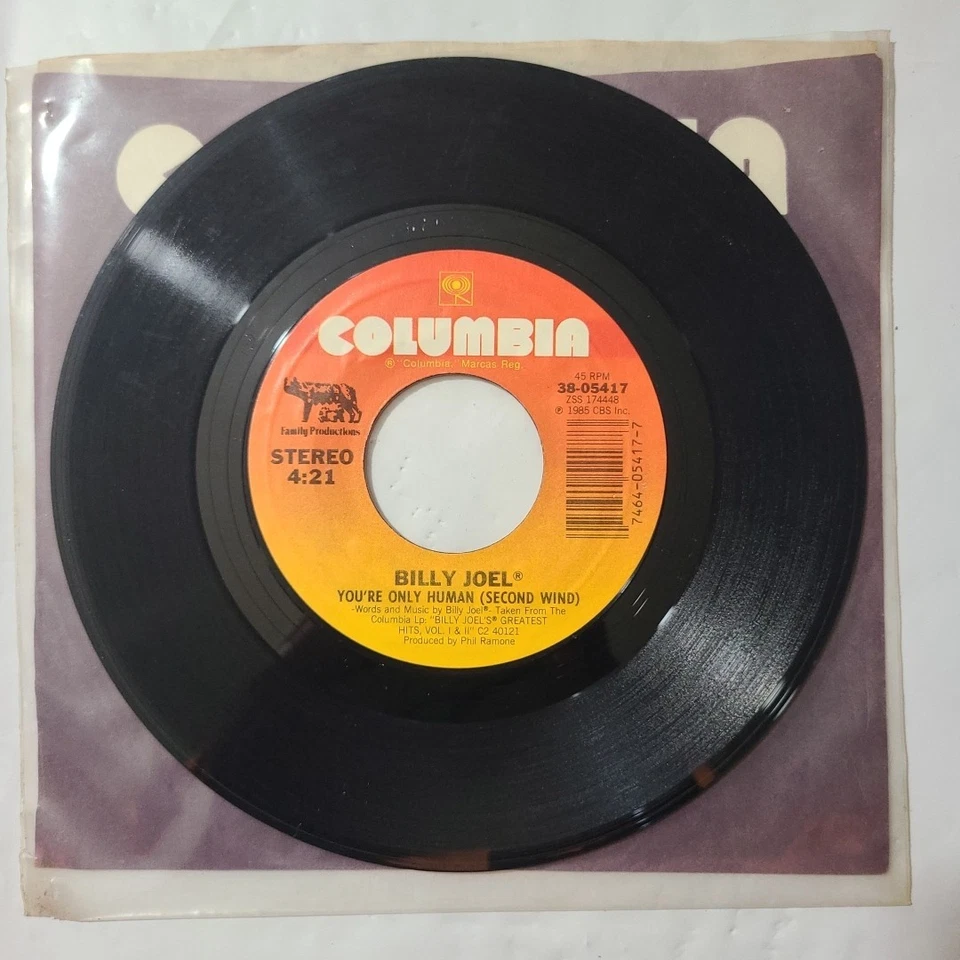 COLUMBIA
® "Columbia," Marcas Reg.
45 RPM
38-05417
ZSS 174448
℗ 1985 CBS Inc.
Family Productions
STEREO
4:21
7464-05417-7
BILLY JOEL®
YOU'RE ONLY HUMAN (SECOND WIND)
-Words and Music by Billy Joel®- Taken From The
Columbia Lp: "BILLY JOEL'S® GREATEST
HITS, VOL. I & II" C2 40121
Produced by Phil Ramone